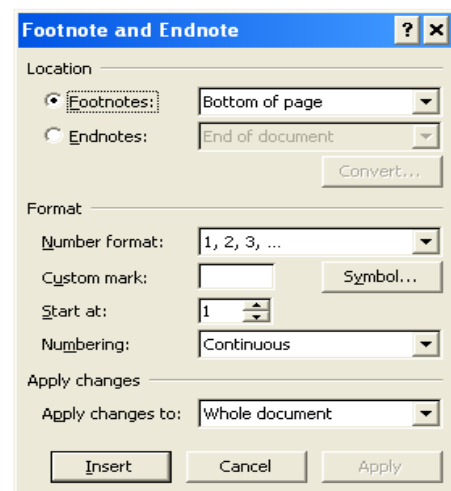 Footnote and Endnote
Location
Footnotes: Bottom of page
Endnotes: End of document
Convert...
Format
Number format: 1, 2, 3, ...
Custom mark: Symbol...
Start at: 1
Numbering: Continuous
Apply changes
Apply changes to: Whole document
Insert Cancel Apply